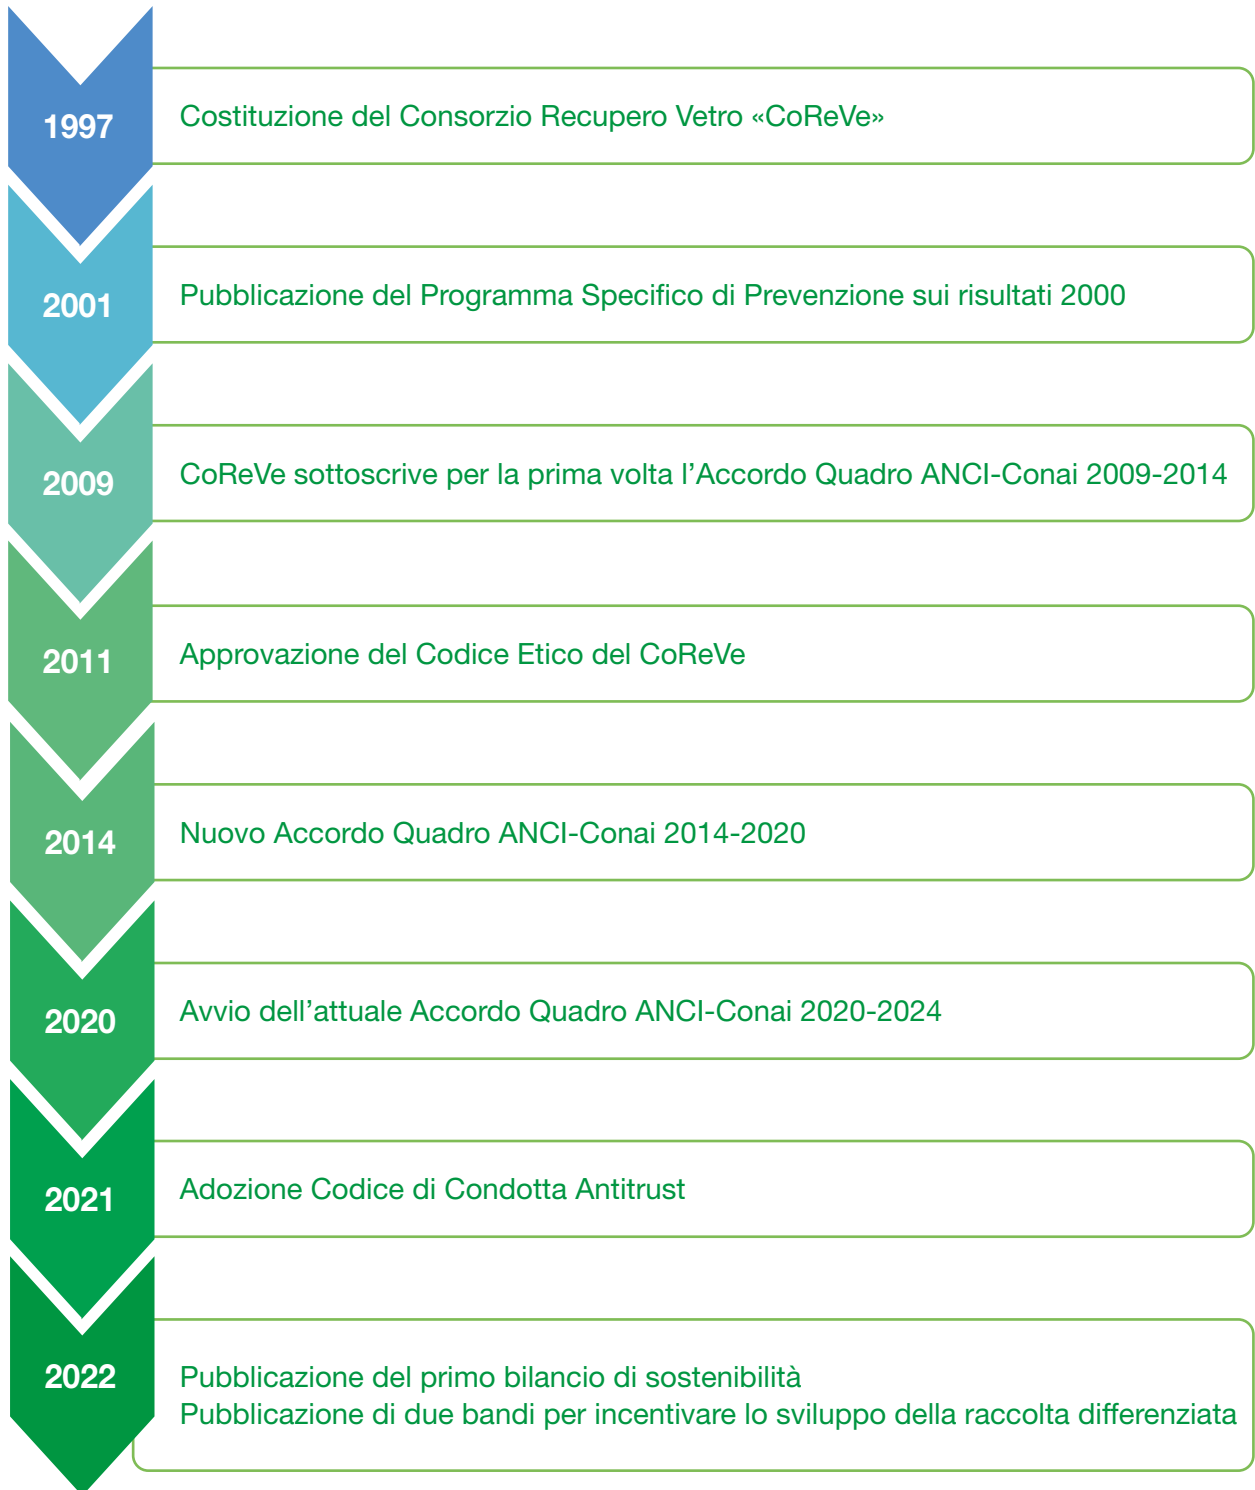 1997
Costituzione del Consorzio Recupero Vetro «CoReVe»
2001
Pubblicazione del Programma Specifico di Prevenzione sui risultati 2000
2009
CoReVe sottoscrive per la prima volta l’Accordo Quadro ANCI-Conai 2009-2014
2011
Approvazione del Codice Etico del CoReVe
2014
Nuovo Accordo Quadro ANCI-Conai 2014-2020
2020
Avvio dell’attuale Accordo Quadro ANCI-Conai 2020-2024
2021
Adozione Codice di Condotta Antitrust
2022
Pubblicazione del primo bilancio di sostenibilità
Pubblicazione di due bandi per incentivare lo sviluppo della raccolta differenziata